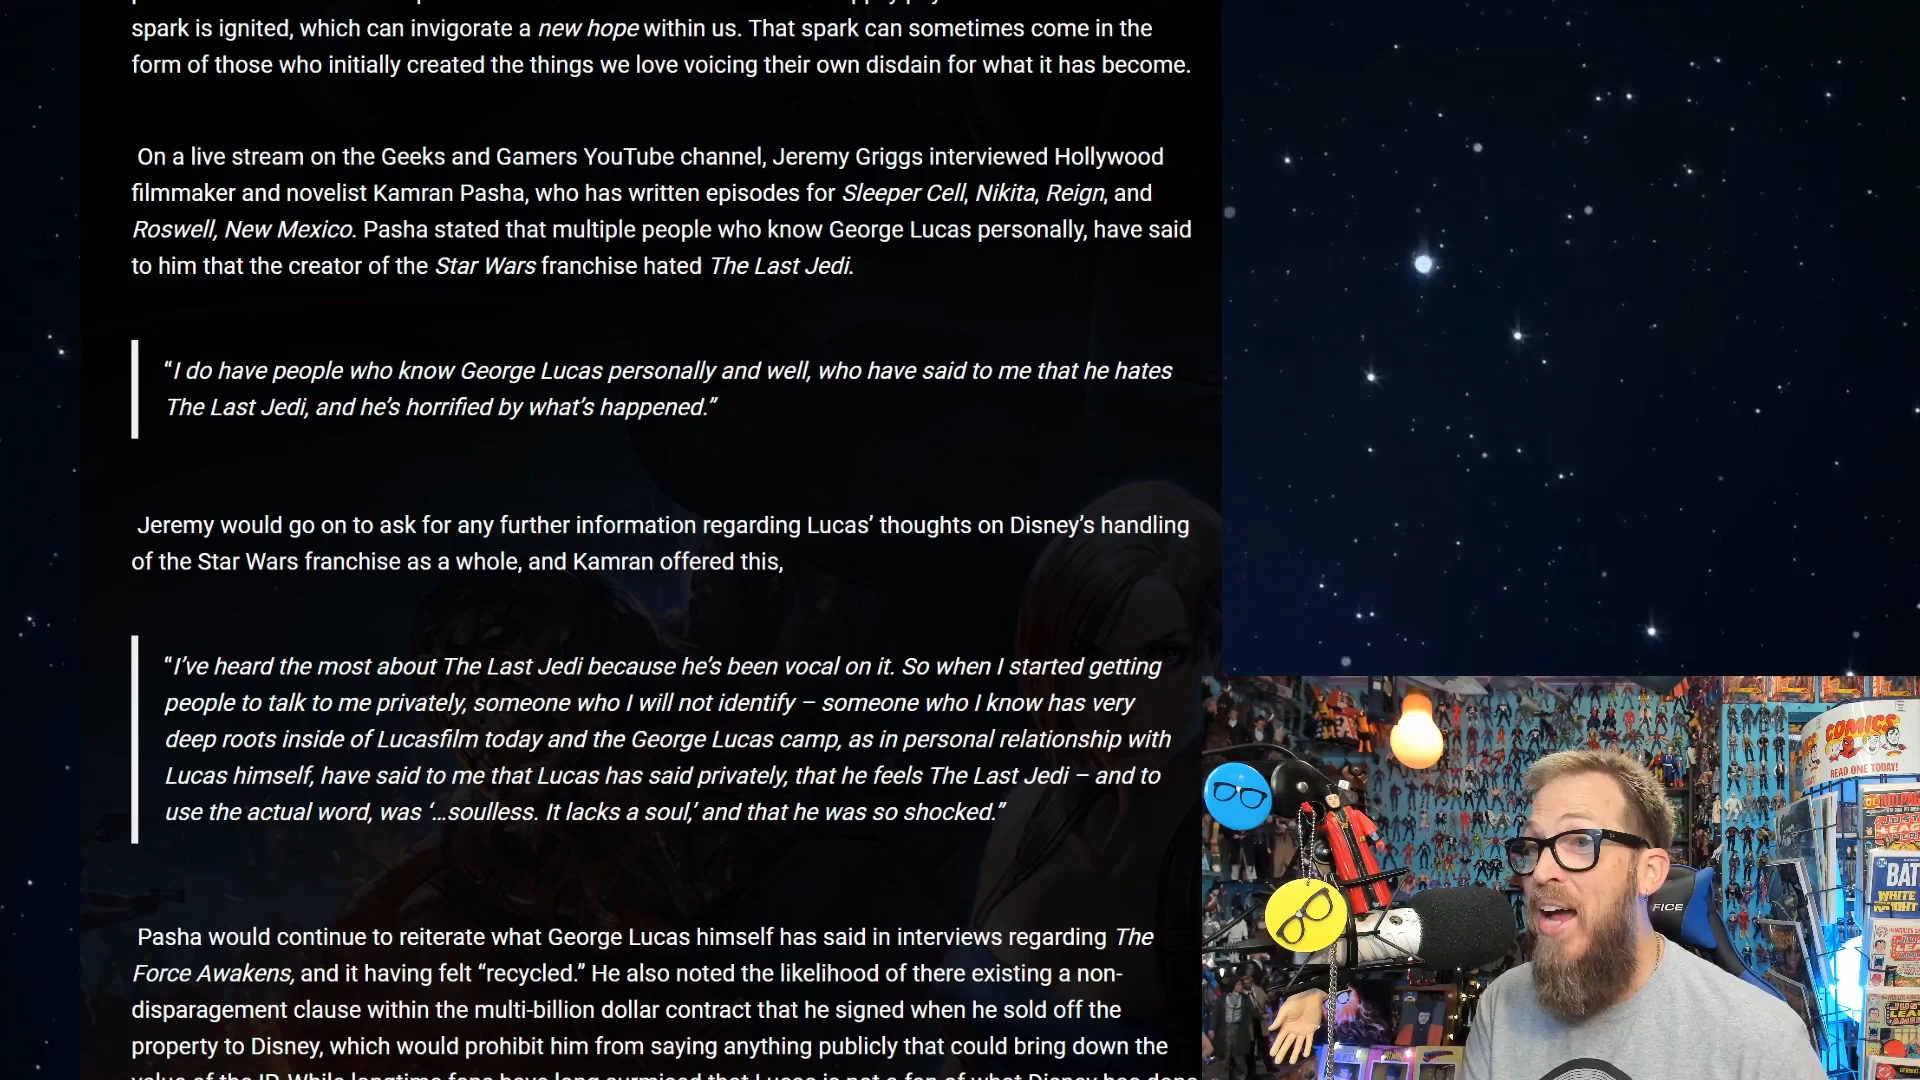 spark is ignited, which can invigorate a new hope within us. That spark can sometimes come in the
form of those who initially created the things we love voicing their own disdain for what it has become.
On a live stream on the Geeks and Gamers YouTube channel, Jeremy Griggs interviewed Hollywood
filmmaker and novelist Kamran Pasha, who has written episodes for Sleeper Cell, Nikita, Reign, and
Roswell, New Mexico. Pasha stated that multiple people who know George Lucas personally, have said
to him that the creator of the Star Wars franchise hated The Last Jedi.
“I do have people who know George Lucas personally and well, who have said to me that he hates
The Last Jedi, and he’s horrified by what’s happened.”
Jeremy would go on to ask for any further information regarding Lucas’ thoughts on Disney’s handling
of the Star Wars franchise as a whole, and Kamran offered this,
“I’ve heard the most about The Last Jedi because he’s been vocal on it. So when I started getting
people to talk to me privately, someone who I will not identify – someone who I know has very
deep roots inside of Lucasfilm today and the George Lucas camp, as in personal relationship with
Lucas himself, have said to me that Lucas has said privately, that he feels The Last Jedi – and to
use the actual word, was ‘…soulless. It lacks a soul,’ and that he was so shocked.”
Pasha would continue to reiterate what George Lucas himself has said in interviews regarding The
Force Awakens, and it having felt “recycled.” He also noted the likelihood of there existing a non-
disparagement clause within the multi-billion dollar contract that he signed when he sold off the
property to Disney, which would prohibit him from saying anything publicly that could bring down the
COMICS
READ ONE TODAY!
BAT
WHITE
KNIGHT
FICE